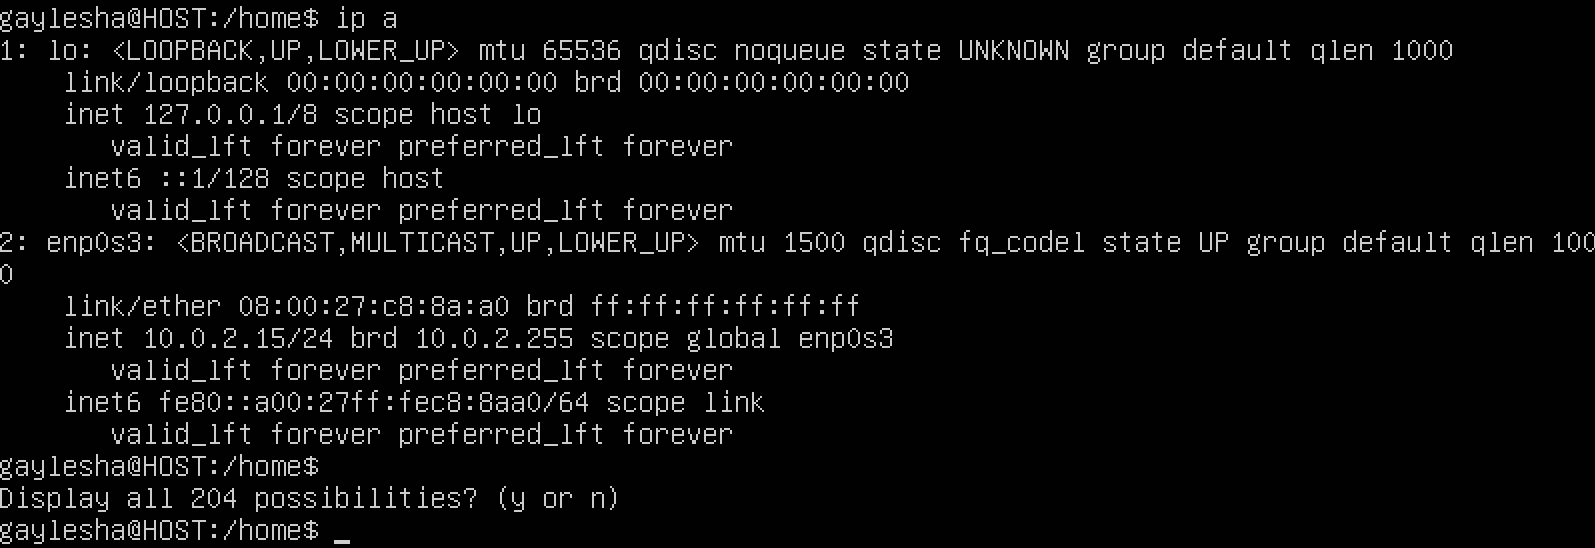 gaylesha@HOST:/home$ ip a
1: lo: <LOOPBACK,UP,LOWER_UP> mtu 65536 qdisc noqueue state UNKNOWN group default qlen 1000
    link/loopback 00:00:00:00:00:00 brd 00:00:00:00:00:00
    inet 127.0.0.1/8 scope host lo
       valid_lft forever preferred_lft forever
    inet6 ::1/128 scope host
       valid_lft forever preferred_lft forever
2: enp0s3: <BROADCAST,MULTICAST,UP,LOWER_UP> mtu 1500 qdisc fq_codel state UP group default qlen 100
0
    link/ether 08:00:27:c8:8a:a0 brd ff:ff:ff:ff:ff:ff
    inet 10.0.2.15/24 brd 10.0.2.255 scope global enp0s3
       valid_lft forever preferred_lft forever
    inet6 fe80::a00:27ff:fec8:8aa0/64 scope link
       valid_lft forever preferred_lft forever
gaylesha@HOST:/home$
Display all 204 possibilities? (y or n)
gaylesha@HOST:/home$ _